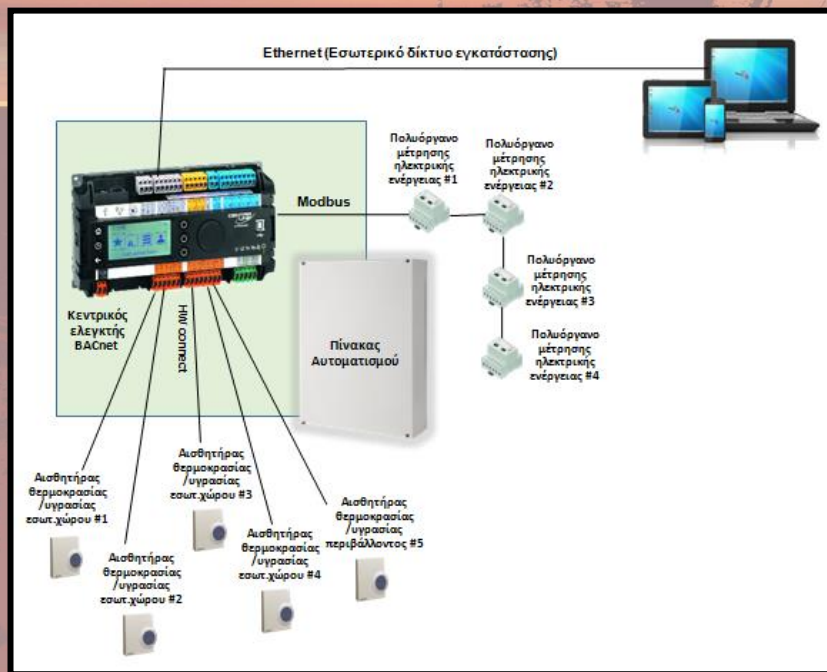 Ethernet (Εσωτερικό δίκτυο εγκατάστασης)
Πολυόργανο
μέτρησης
ηλεκτρικής
ενέργειας #1
Πολυόργανο
μέτρησης
ηλεκτρικής
ενέργειας #2
Modbus
Πολυόργανο
μέτρησης
ηλεκτρικής
ενέργειας #3
Πολυόργανο
μέτρησης
ηλεκτρικής
ενέργειας #4
Κεντρικός
ελεγκτής
BACnet
HW connect
Πίνακας
Αυτοματισμού
Αισθητήρας
θερμοκρασίας
/υγρασίας
εσωτ.χώρου #1
Αισθητήρας
θερμοκρασίας
/υγρασίας
εσωτ.χώρου #2
Αισθητήρας
θερμοκρασίας
/υγρασίας
εσωτ.χώρου #3
Αισθητήρας
θερμοκρασίας
/υγρασίας
εσωτ.χώρου #4
Αισθητήρας
θερμοκρασίας
/υγρασίας
περιβάλλοντος #5